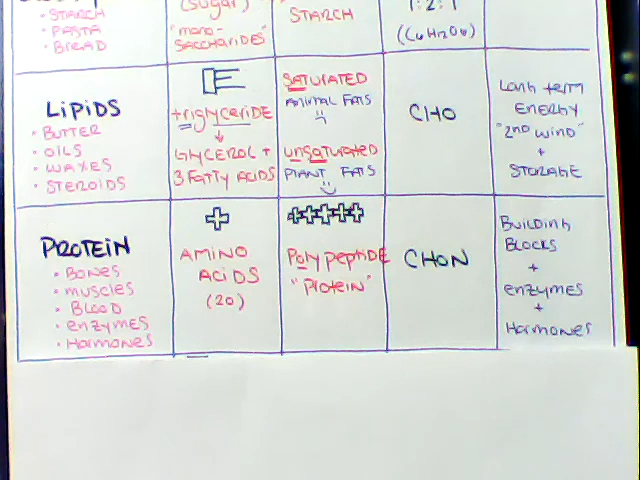 • STARCH
• PASTA
• BREAD
(sugar)
"mono-
SACCHARIDES"
STARCH
1:2:1
(C6H12O6)
LiPiDS
• BUTTER
• OILS
• WAXES
• STEROIDS
triglyceRiDE
GLYCEROL +
3 FATTY ACIDS
SATURATED
ANIMAL FATS
UNSATURATED
PLANT FATS
CHO
Long term
ENERGY
"2ND WIND"
+
STORAGE
PROTEIN
• BONES
• muscles
• BLOOD
• enzymes
• Hormones
AMINO
ACIDS
(20)
Polypeptide
"Protein"
CHON
Building
BLOCKS
+
enzymes
+
Hormones